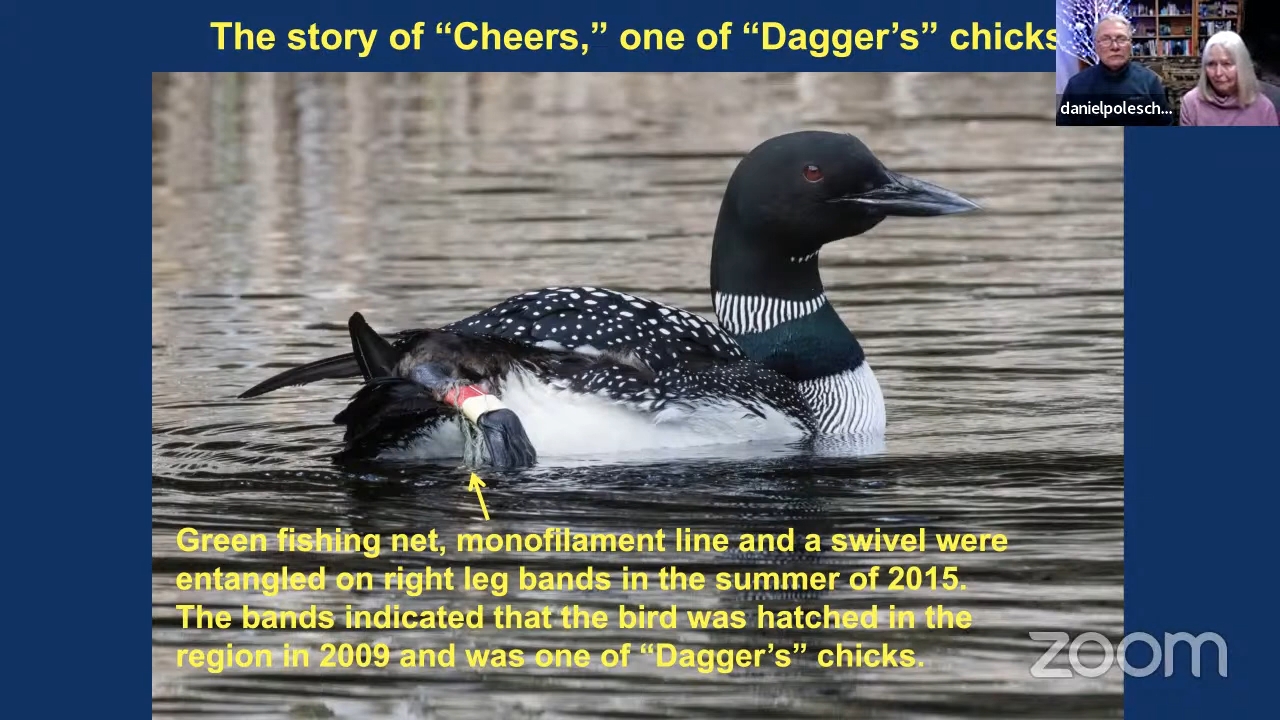 The story of “Cheers,” one of “Dagger’s” chicks
danielpolesch...
Green fishing net, monofllament line and a swivel were
entangled on right leg bands in the summer of 2015.
The bands indicated that the bird was hatched in the
region in 2009 and was one of “Dagger’s” chicks.
zoom